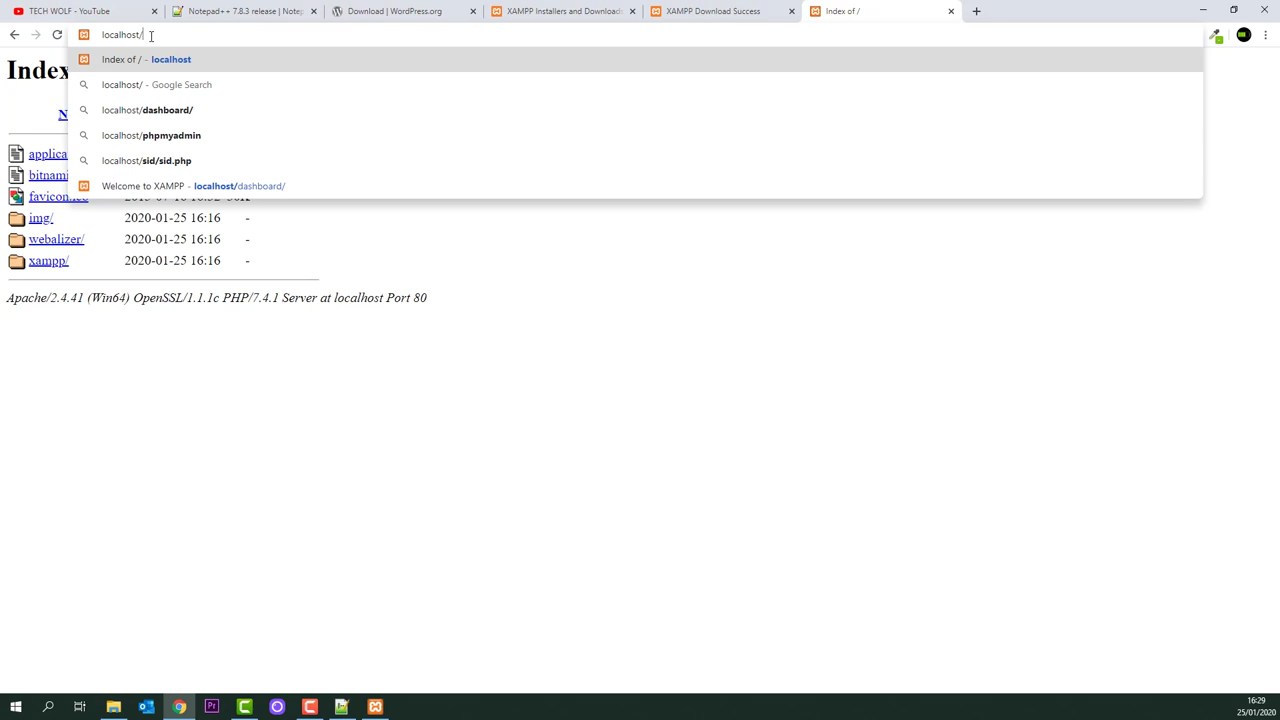 TECH WOLF - YouTube
Notepad++ 7.8.3 release | Notep
Download | WordPress.org
XAMPP Installers and Downloads
XAMPP Download Success
Index of /
localhost/
Index of / - localhost
localhost/ - Google Search
localhost/dashboard/
localhost/phpmyadmin
localhost/sid/sid.php
Welcome to XAMPP - localhost/dashboard/
Index
N
applica
bitnami
favicon.ico
img/ 2020-01-25 16:16 -
webalizer/ 2020-01-25 16:16 -
xampp/ 2020-01-25 16:16 -
Apache/2.4.41 (Win64) OpenSSL/1.1.1c PHP/7.4.1 Server at localhost Port 80
Pr
16:29
25/01/2020